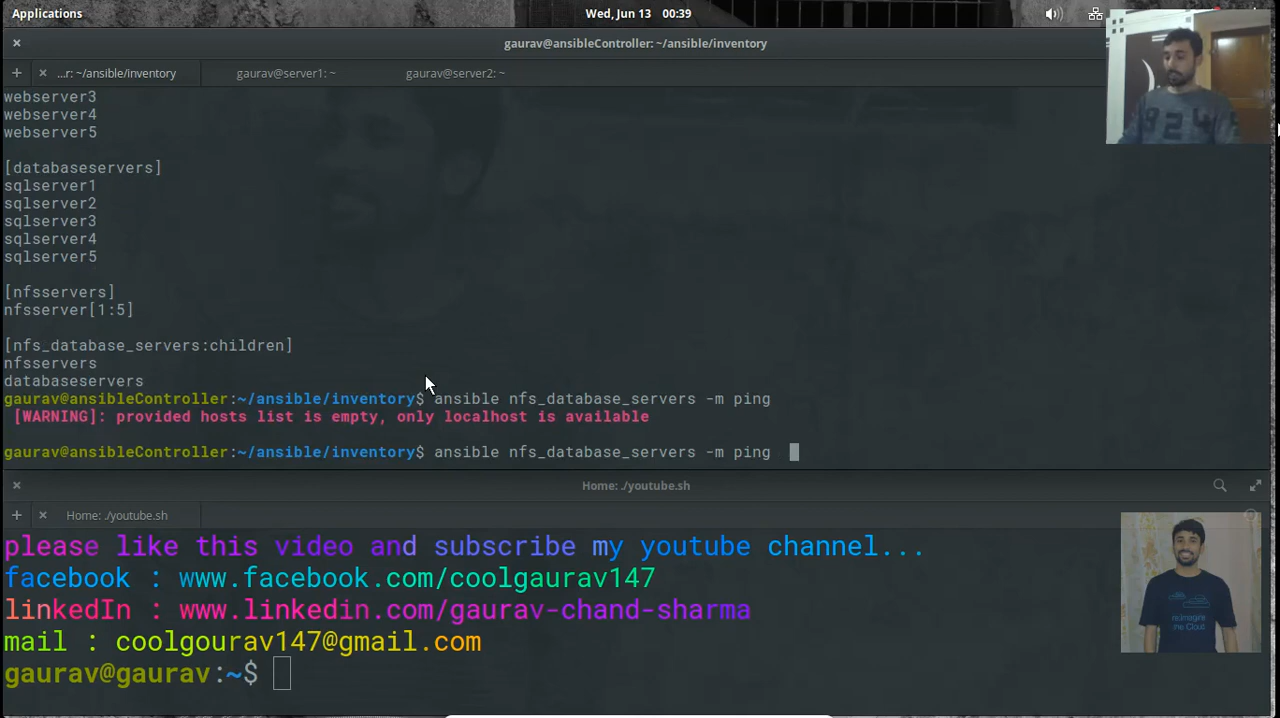 Applications
Wed, Jun 13 00:39
gaurav@ansibleController: ~/ansible/inventory
...r: ~/ansible/inventory
gaurav@server1: ~
gaurav@server2: ~
webserver3
webserver4
webserver5
[databaseservers]
sqlserver1
sqlserver2
sqlserver3
sqlserver4
sqlserver5
[nfsservers]
nfsserver[1:5]
[nfs_database_servers:children]
nfsservers
databaseservers
gaurav@ansibleController:~/ansible/inventory$ ansible nfs_database_servers -m ping
[WARNING]: provided hosts list is empty, only localhost is available
gaurav@ansibleController:~/ansible/inventory$ ansible nfs_database_servers -m ping
Home: ./youtube.sh
Home: ./youtube.sh
please like this video and subscribe my youtube channel...
facebook : www.facebook.com/coolgaurav147
linkedIn : www.linkedin.com/gaurav-chand-sharma
mail : coolgourav147@gmail.com
gaurav@gaurav:~$
924
reimagine
the Cloud